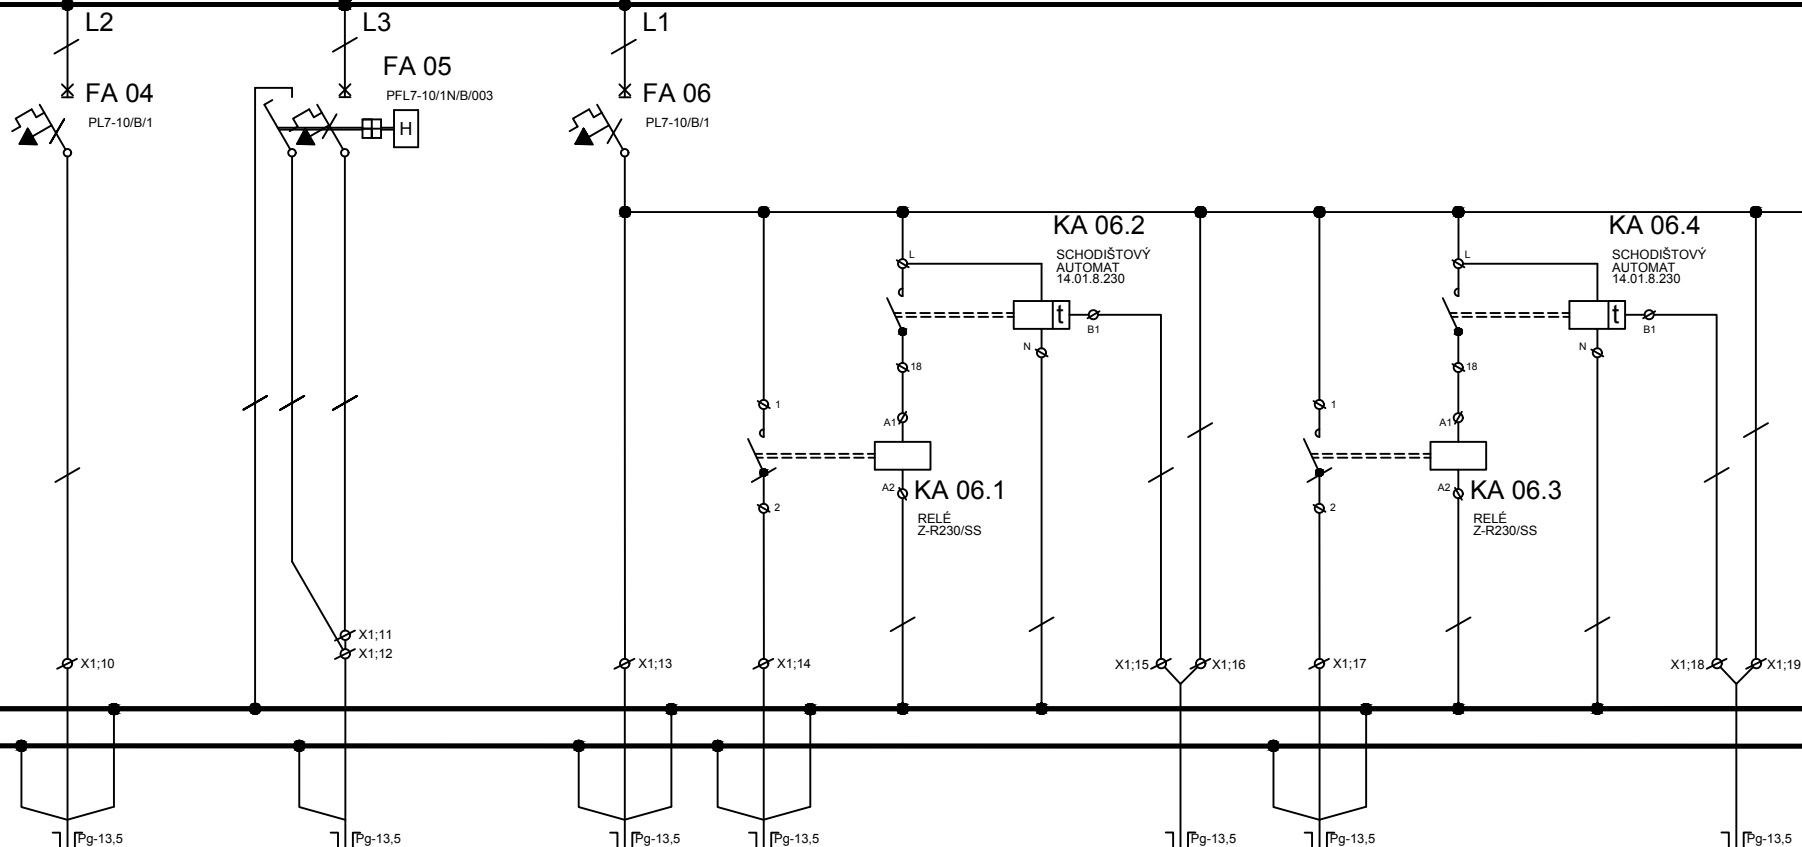 L2
L3
L1
FA 04
PL7-10/B/1
FA 05
PFL7-10/1N/B/003
H
FA 06
PL7-10/B/1
KA 06.2
SCHODIŠTOVÝ
AUTOMAT
14.01.8.230
KA 06.4
SCHODIŠTOVÝ
AUTOMAT
14.01.8.230
L
t
B1
N
18
L
t
B1
N
18
1
A1
A2
KA 06.1
RELÉ
Z-R230/SS
2
1
A1
A2
KA 06.3
RELÉ
Z-R230/SS
2
X1;11
X1;12
X1;10
X1;13
X1;14
X1;15
X1;16
X1;17
X1;18
X1;19
Pg-13,5
Pg-13,5
Pg-13,5
Pg-13,5
Pg-13,5
Pg-13,5
Pg-13,5